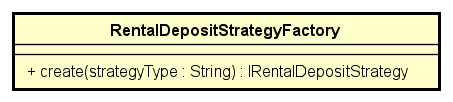 RentalDepositStrategyFactory
+ create(strategyType : String) : IRentalDepositStrategy